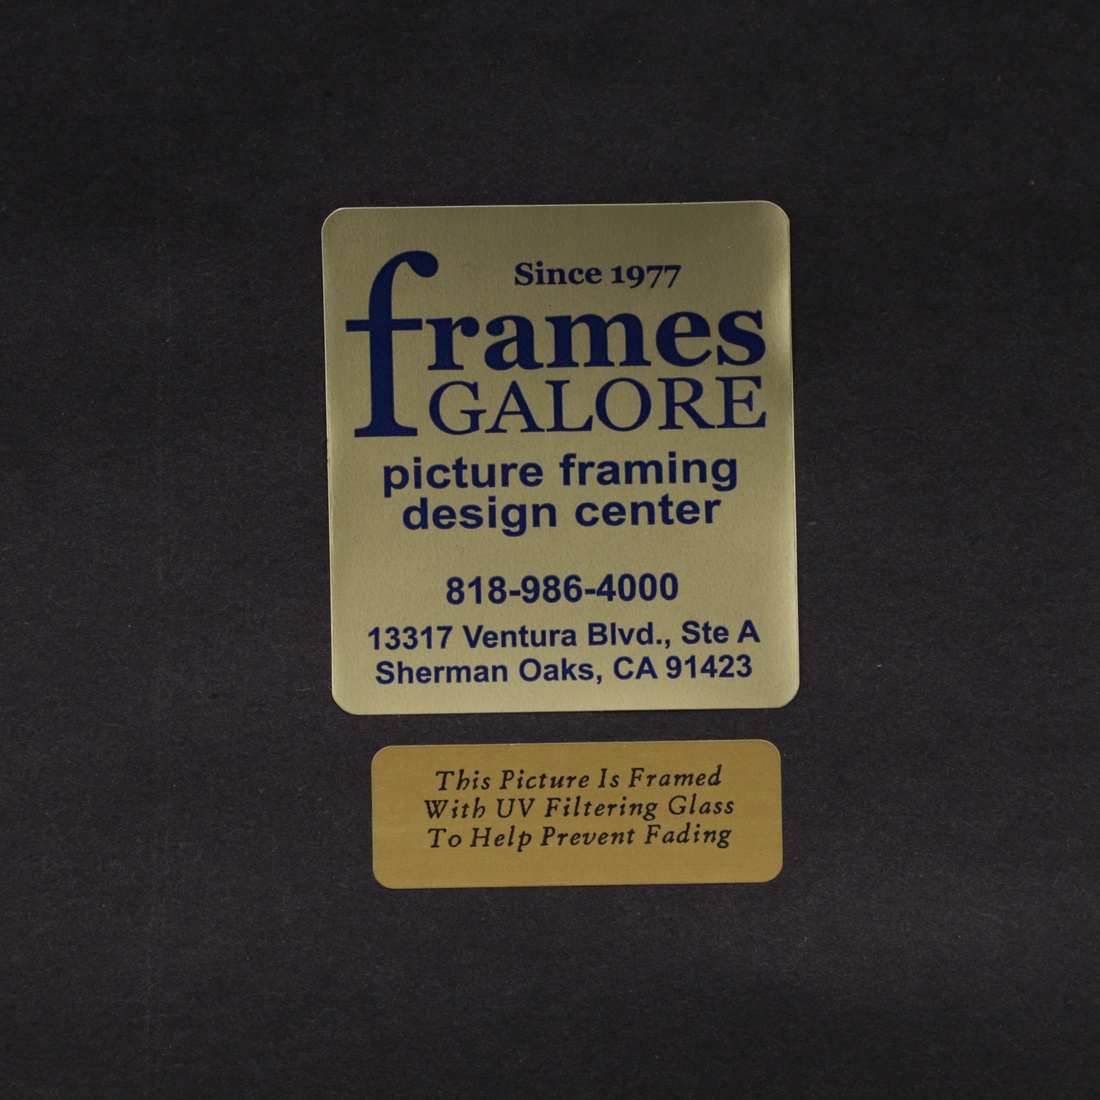 Since 1977
frames
GALORE
picture framing
design center
818-986-4000
13317 Ventura Blvd., Ste A
Sherman Oaks, CA 91423
This Picture Is Framed
With UV Filtering Glass
To Help Prevent Fading